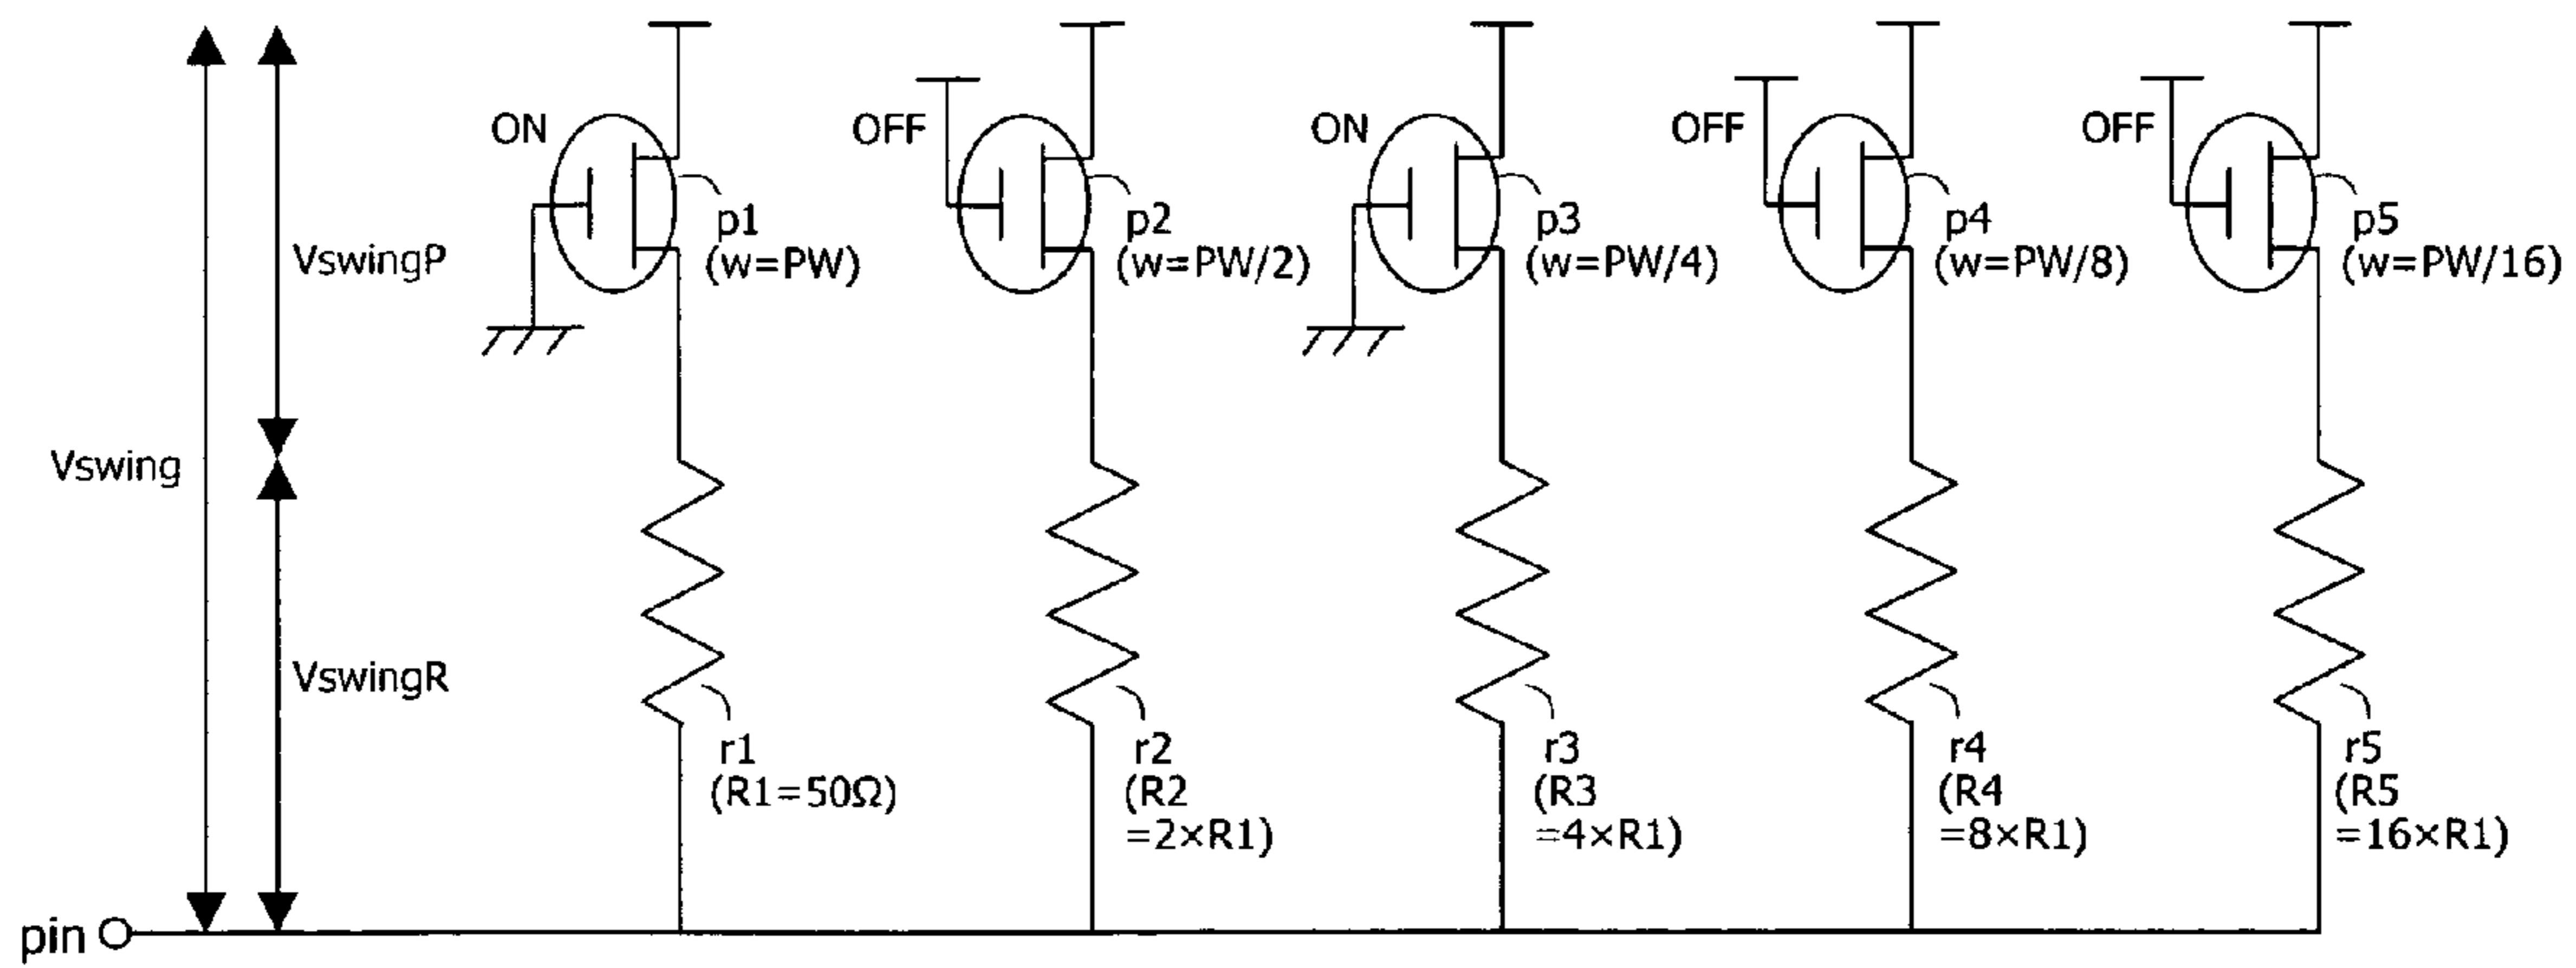 ON
OFF
ON
OFF
OFF
p1
(w=PW)
p2
(w=PW/2)
p3
(w=PW/4)
p4
(w=PW/8)
p5
(w=PW/16)
VswingP
Vswing
VswingR
r1
(R1=50Ω)
r2
(R2
=2×R1)
r3
(R3
=4×R1)
r4
(R4
=8×R1)
r5
(R5
=16×R1)
pin